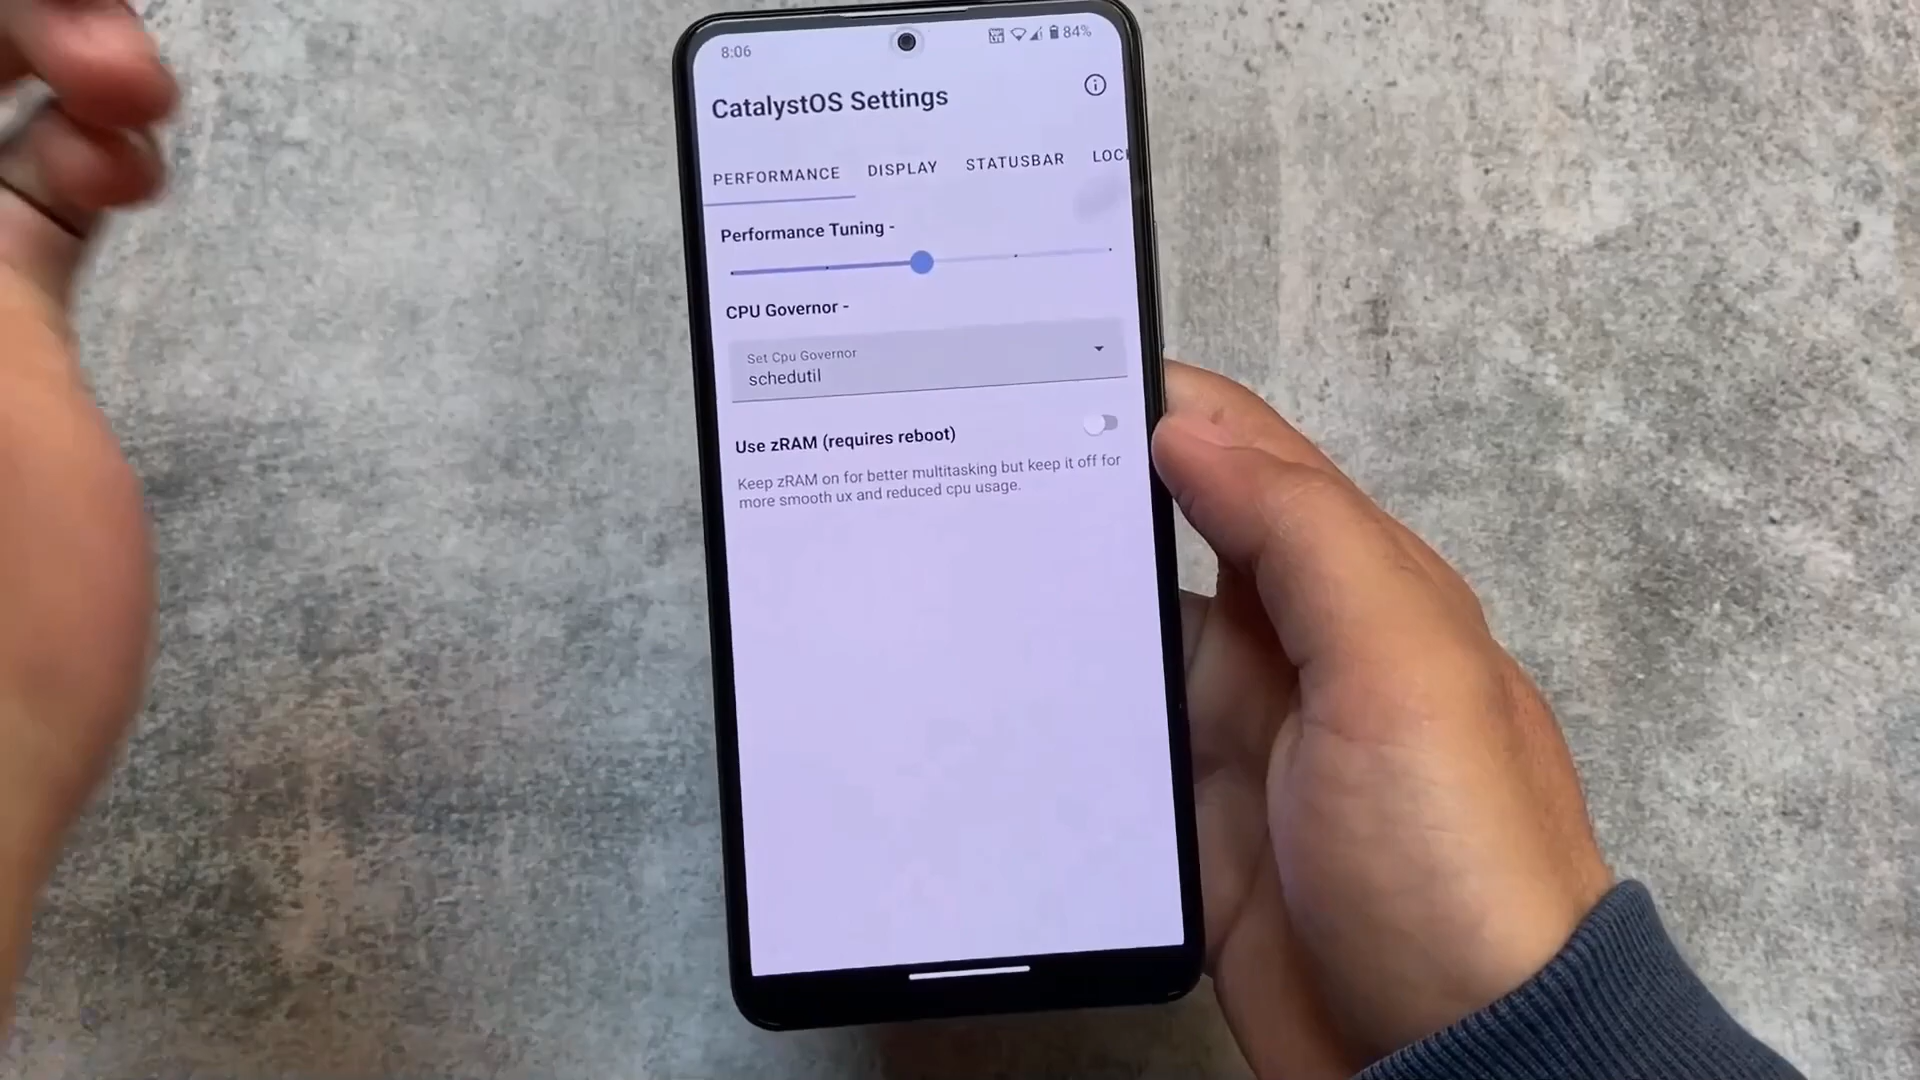 8:06
84%
CatalystOS Settings
PERFORMANCE DISPLAY STATUSBAR LOC
Performance Tuning -
CPU Governor -
Set Cpu Governor
schedutil
Use zRAM (requires reboot)
Keep zRAM on for better multitasking but keep it off for
more smooth ux and reduced cpu usage.